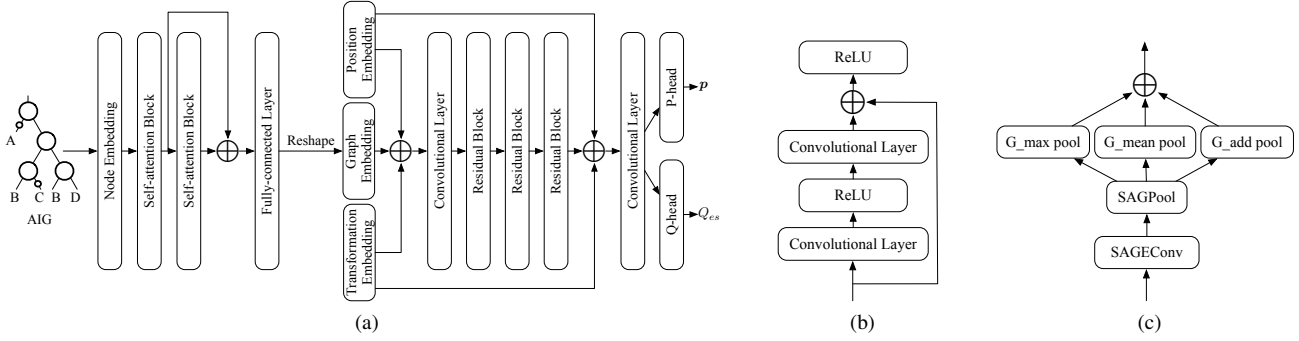 A
B
C
B
D
AIG
Node Embedding
Self-attention Block
Self-attention Block
Fully-connected Layer
Reshape
Position
Embedding
Graph
Embedding
Transformation
Embedding
Convolutional Layer
Residual Block
Residual Block
Residual Block
Convolutional Layer
P-head
Q-head
p
Q_{es}
(a)
ReLU
Convolutional Layer
ReLU
Convolutional Layer
(b)
G_max pool
G_mean pool
G_add pool
SAGPool
SAGEConv
(c)